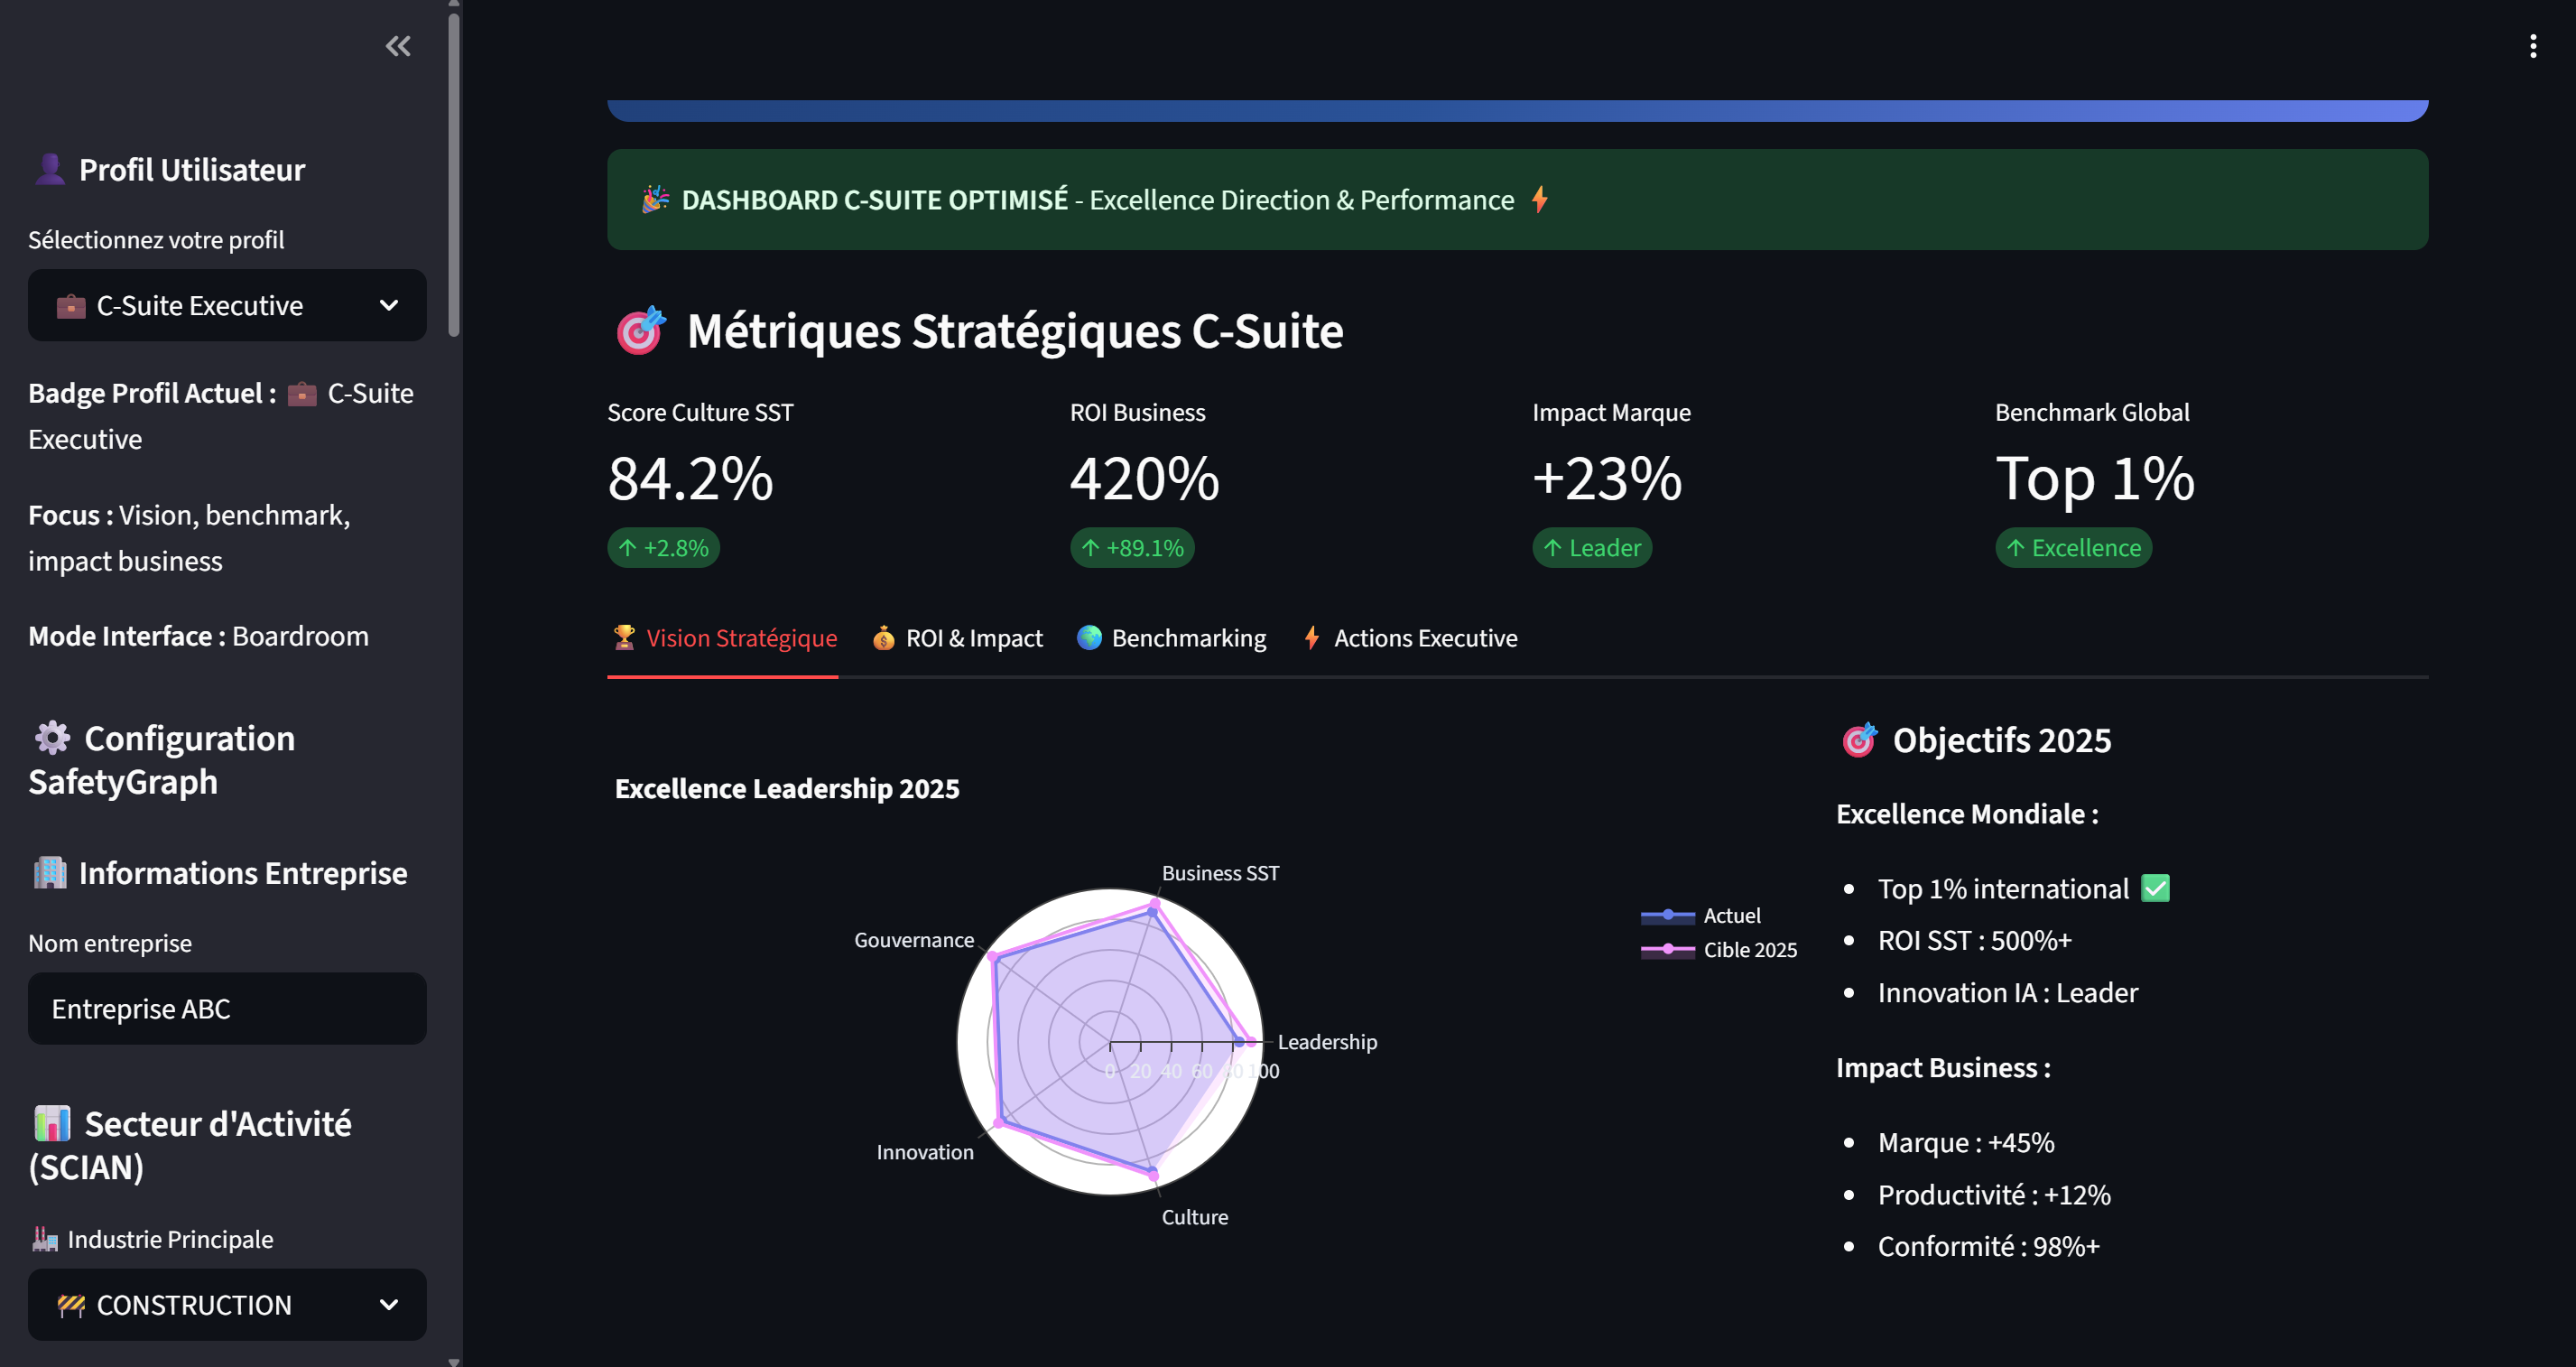 Profil Utilisateur
Sélectionnez votre profil
C-Suite Executive
Badge Profil Actuel : C-Suite
Executive
Focus : Vision, benchmark,
impact business
Mode Interface : Boardroom
Configuration
SafetyGraph
Informations Entreprise
Nom entreprise
Entreprise ABC
Secteur d'Activité
(SCIAN)
Industrie Principale
CONSTRUCTION
DASHBOARD C-SUITE OPTIMISÉ - Excellence Direction & Performance
Métriques Stratégiques C-Suite
Score Culture SST
84.2%
↑ +2.8%
ROI Business
420%
↑ +89.1%
Impact Marque
+23%
↑ Leader
Benchmark Global
Top 1%
↑ Excellence
Vision Stratégique
ROI & Impact
Benchmarking
Actions Executive
Excellence Leadership 2025
Business SST
Gouvernance
Leadership
0 20 40 60 80 100
Innovation
Culture
Actuel
Cible 2025
Objectifs 2025
Excellence Mondiale :
• Top 1% international ✅
• ROI SST : 500%+
• Innovation IA : Leader
Impact Business :
• Marque : +45%
• Productivité : +12%
• Conformité : 98%+